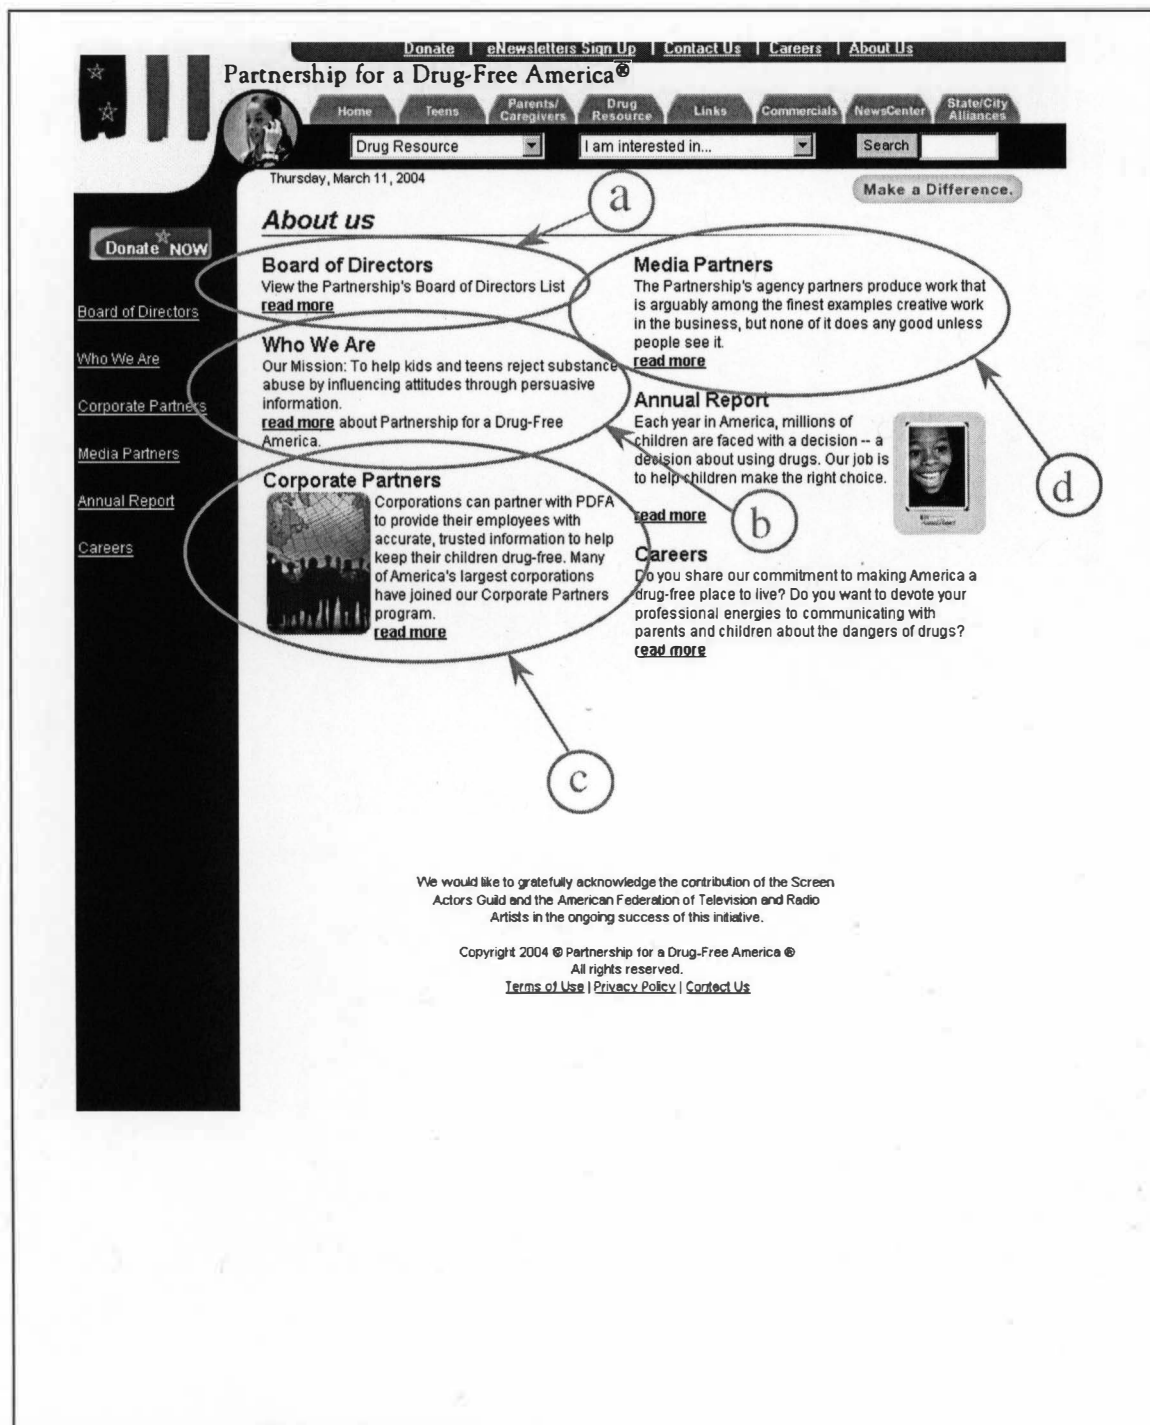 Donate | eNewsletters Sign Up | Contact Us | Careers | About Us
Partnership for a Drug-Free America®
Home Teens Parents/ Caregivers Drug Resource Links Commercials NewsCenter State/City Alliances
Drug Resource I am interested in... Search
Thursday, March 11, 2004
Make a Difference.
a
About us
Donate NOW
Board of Directors
View the Partnership's Board of Directors List
read more
Who We Are
Our Mission: To help kids and teens reject substance
abuse by influencing attitudes through persuasive
information.
read more about Partnership for a Drug-Free
America.
Corporate Partners
Corporations can partner with PDFA
to provide their employees with
accurate, trusted information to help
keep their children drug-free. Many
of America's largest corporations
have joined our Corporate Partners
program.
read more
Media Partners
The Partnership's agency partners produce work that
is arguably among the finest examples creative work
in the business, but none of it does any good unless
people see it.
read more
Annual Report
Each year in America, millions of
children are faced with a decision -- a
decision about using drugs. Our job is
to help children make the right choice.
read more
Careers
Do you share our commitment to making America a
drug-free place to live? Do you want to devote your
professional energies to communicating with
parents and children about the dangers of drugs?
read more
Board of Directors
Who We Are
Corporate Partners
Media Partners
Annual Report
Careers
d
b
c
We would like to gratefully acknowledge the contribution of the Screen
Actors Guild and the American Federation of Television and Radio
Artists in the ongoing success of this initiative.
Copyright 2004 © Partnership for a Drug-Free America ®
All rights reserved.
Terms of Use | Privacy Policy | Contact Us